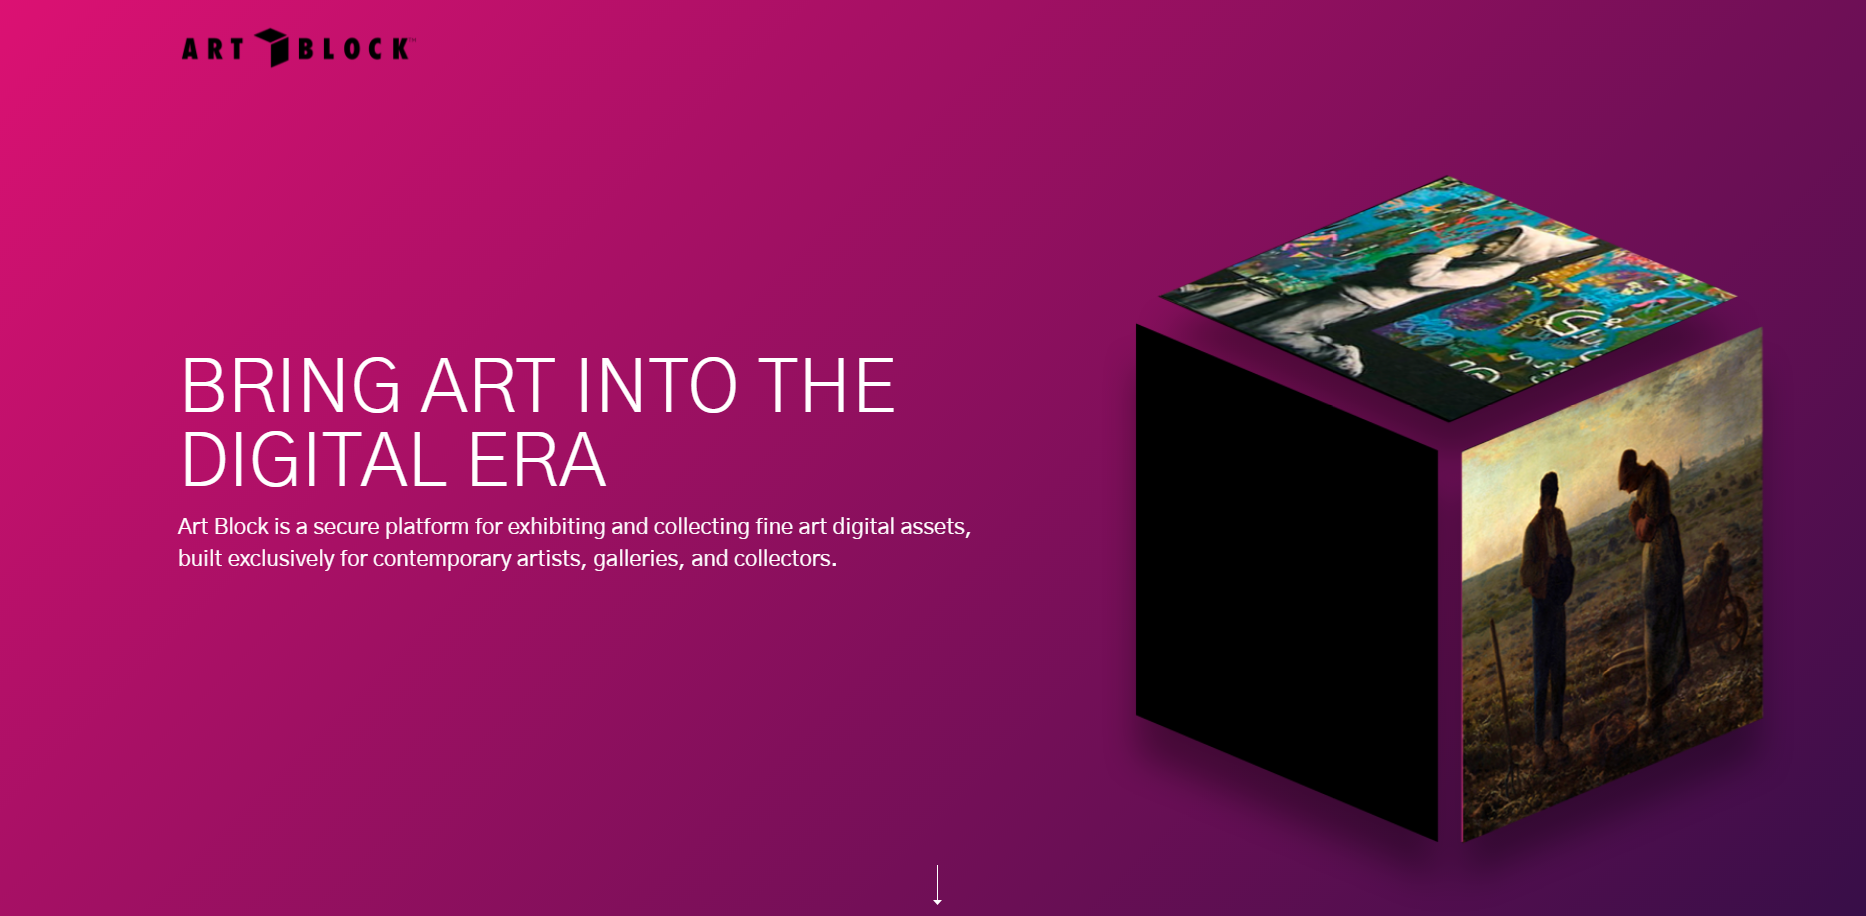 ART BLOCK™
BRING ART INTO THE
DIGITAL ERA
Art Block is a secure platform for exhibiting and collecting fine art digital assets,
built exclusively for contemporary artists, galleries, and collectors.